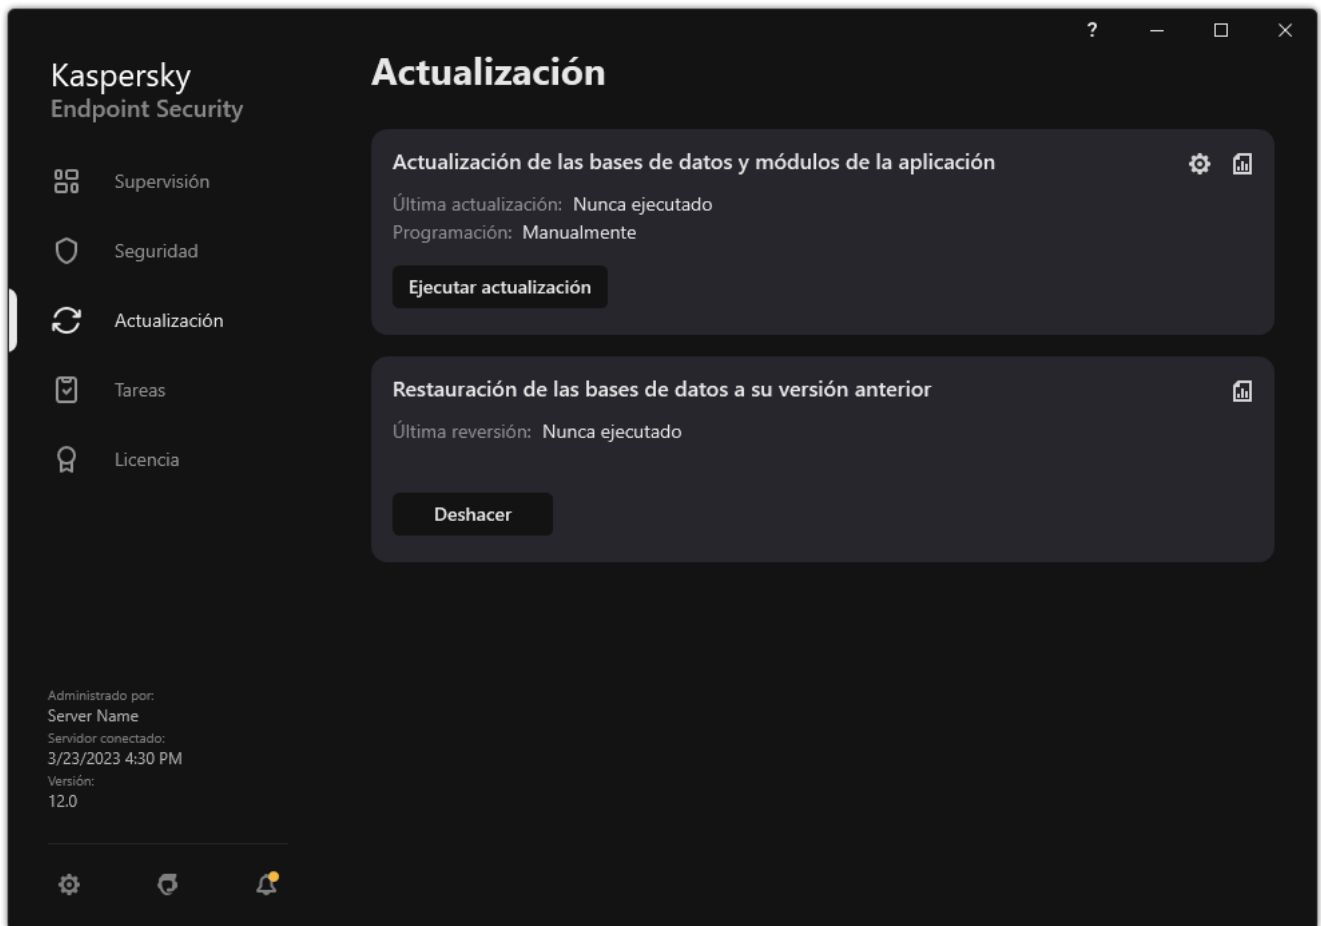 ?
Kaspersky
Endpoint Security
Supervisión
Seguridad
Actualización
Tareas
Licencia
Administrado por:
Server Name
Servidor conectado:
3/23/2023 4:30 PM
Versión:
12.0
Actualización
Actualización de las bases de datos y módulos de la aplicación
Última actualización: Nunca ejecutado
Programación: Manualmente
Ejecutar actualización
Restauración de las bases de datos a su versión anterior
Última reversión: Nunca ejecutado
Deshacer